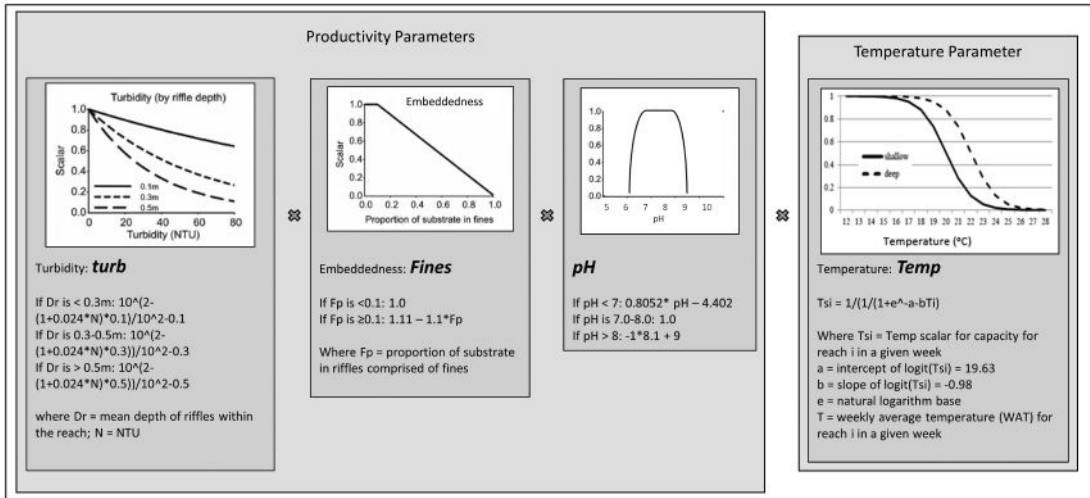 Productivity Parameters
Temperature Parameter
Turbidity (by riffle depth)
Scalar
1.0
0.8
0.6
0.4
0.2
0.0
0.1m
0.3m
0.5m
0 20 40 60 80
Turbidity (NTU)
Turbidity: turb
If Dr is < 0.3m: 10^(2-
(1+0.024*N)*0.1)/10^2-0.1
If Dr is 0.3-0.5m: 10^(2-
(1+0.024*N)*0.3))/10^2-0.3
If Dr is > 0.5m: 10^(2-
(1+0.024*N)*0.5))/10^2-0.5
where Dr = mean depth of riffles within
the reach; N = NTU
Embeddedness
Scalar
1.0
0.8
0.6
0.4
0.2
0.0
0.0 0.2 0.4 0.6 0.8 1.0
Proportion of substrate in fines
Embeddedness: Fines
If Fp is <0.1: 1.0
If Fp is ≥0.1: 1.11 – 1.1*Fp
Where Fp = proportion of substrate
in riffles comprised of fines
1.0
0.8
0.6
0.4
0.2
0.0
5 6 7 8 9 10
pH
pH
If pH < 7: 0.8052* pH – 4.402
If pH is 7.0-8.0: 1.0
If pH > 8: -1*8.1 + 9
1
0.8
0.6
0.4
0.2
0
shallow
deep
12 13 14 15 16 17 18 19 20 21 22 23 24 25 26 27 28
Temperature (°C)
Temperature: Temp
Tsi = 1/(1/(1+e^-a-bTi)
Where Tsi = Temp scalar for capacity for
reach i in a given week
a = intercept of logit(Tsi) = 19.63
b = slope of logit(Tsi) = -0.98
e = natural logarithm base
T = weekly average temperature (WAT) for
reach i in a given week